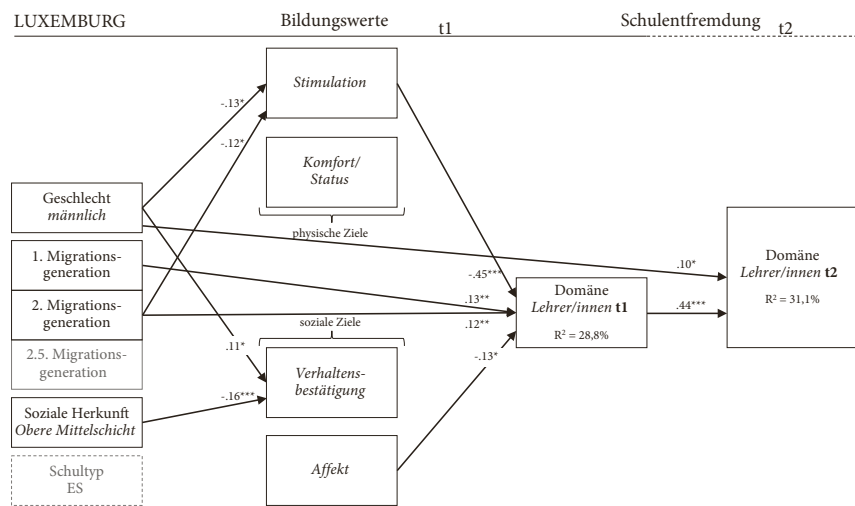 LUXEMBURG
Bildungswerte
t1
Schulentfremdung
t2
Stimulation
-.13*
-.12*
Komfort/
Status
Geschlecht
männlich
physische Ziele
1. Migrations-
generation
.10*
Domäne
Lehrer/innen t2
R² = 31,1%
-.45***
.13**
Domäne
Lehrer/innen t1
R² = 28,8%
.44***
2. Migrations-
generation
soziale Ziele
.12**
2.5. Migrations-
generation
.11*
Verhaltens-
bestätigung
-.13*
-.16***
Soziale Herkunft
Obere Mittelschicht
Affekt
Schultyp
ES